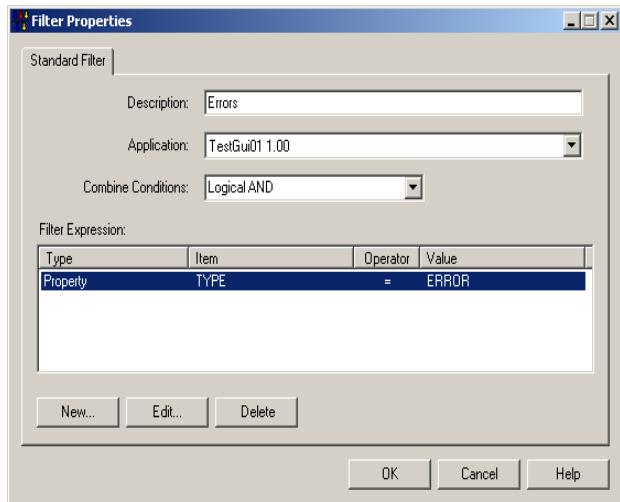 Filter Properties
Standard Filter
Description: Errors
Application: TestGui01 1.00
Combine Conditions: Logical AND
Filter Expression:
Type Item Operator Value
Property TYPE = ERROR
New... Edit... Delete
OK Cancel Help